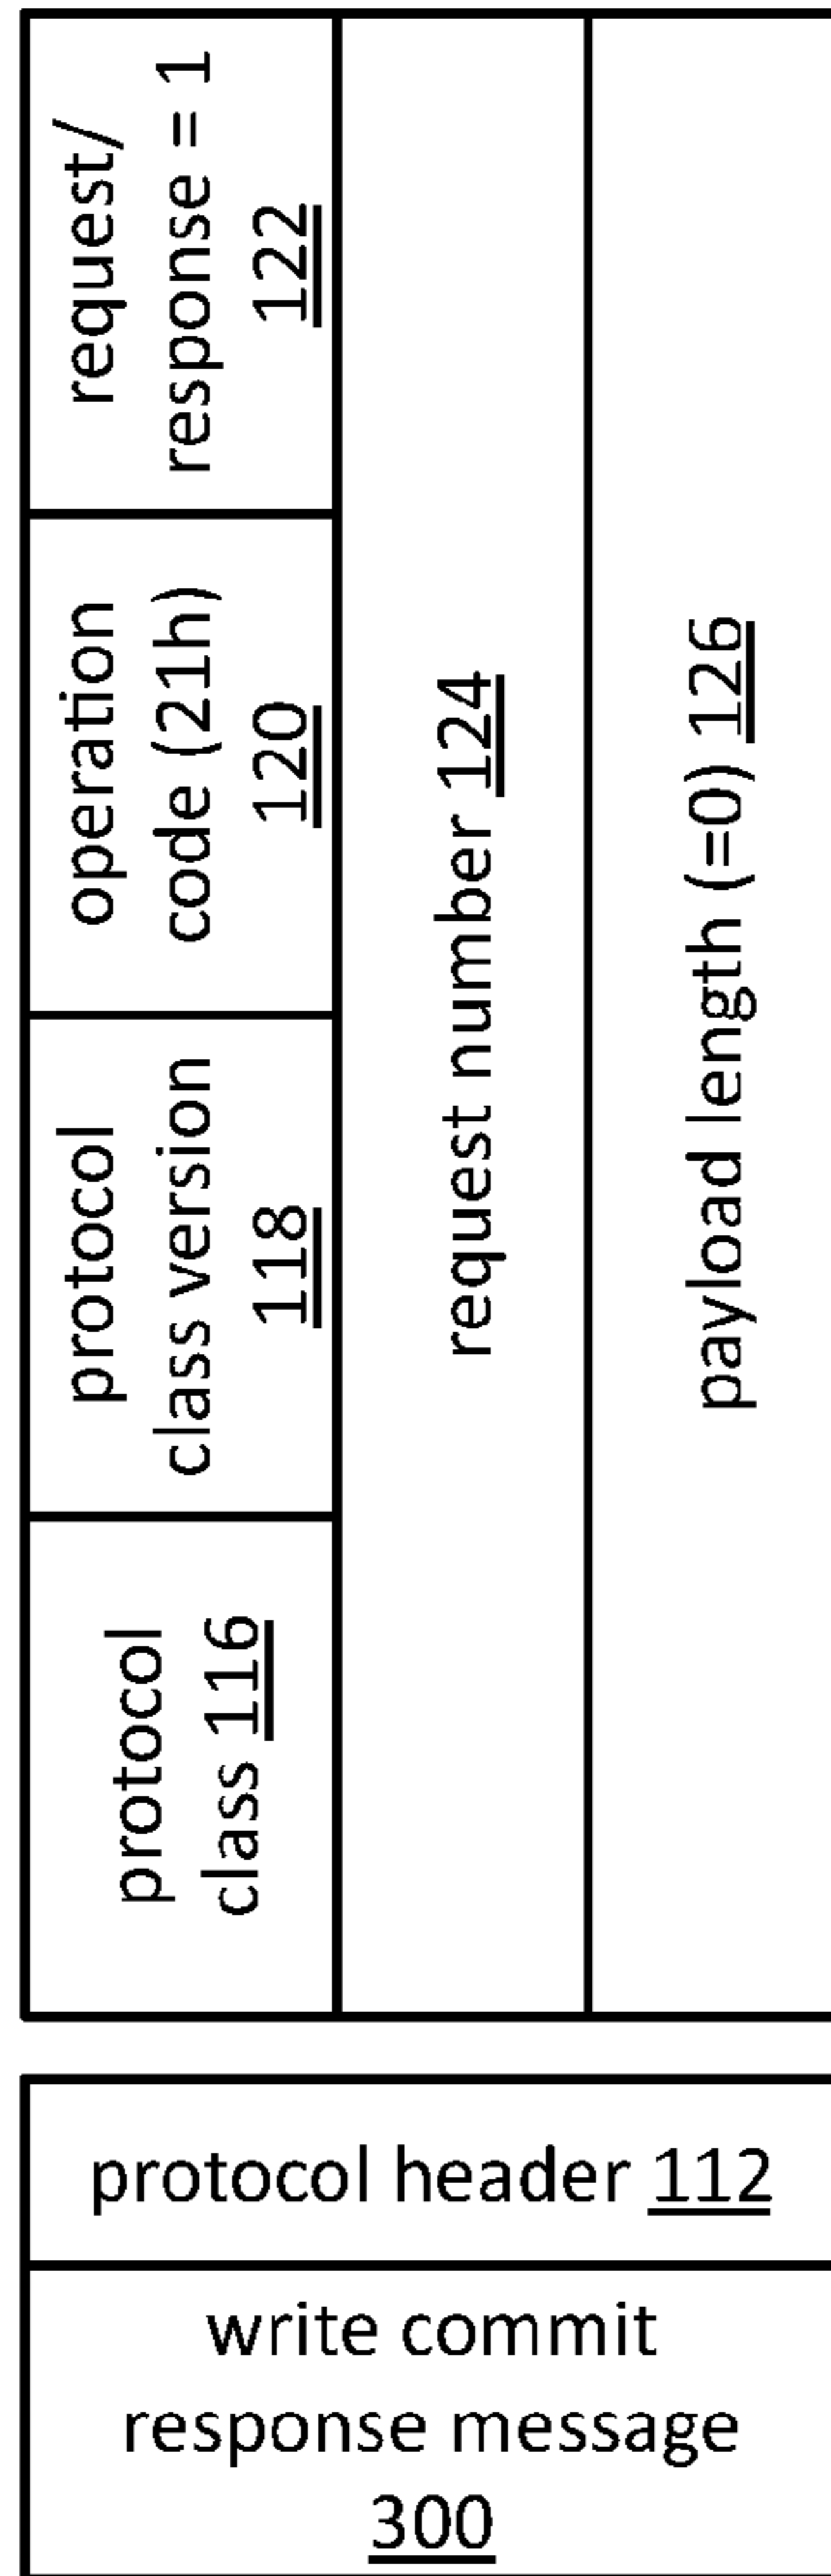 protocol
class 116
protocol
class version
118
operation
code (21h)
120
request/
response = 1
122
request number 124
payload length (=0) 126
protocol header 112
write commit
response message
300